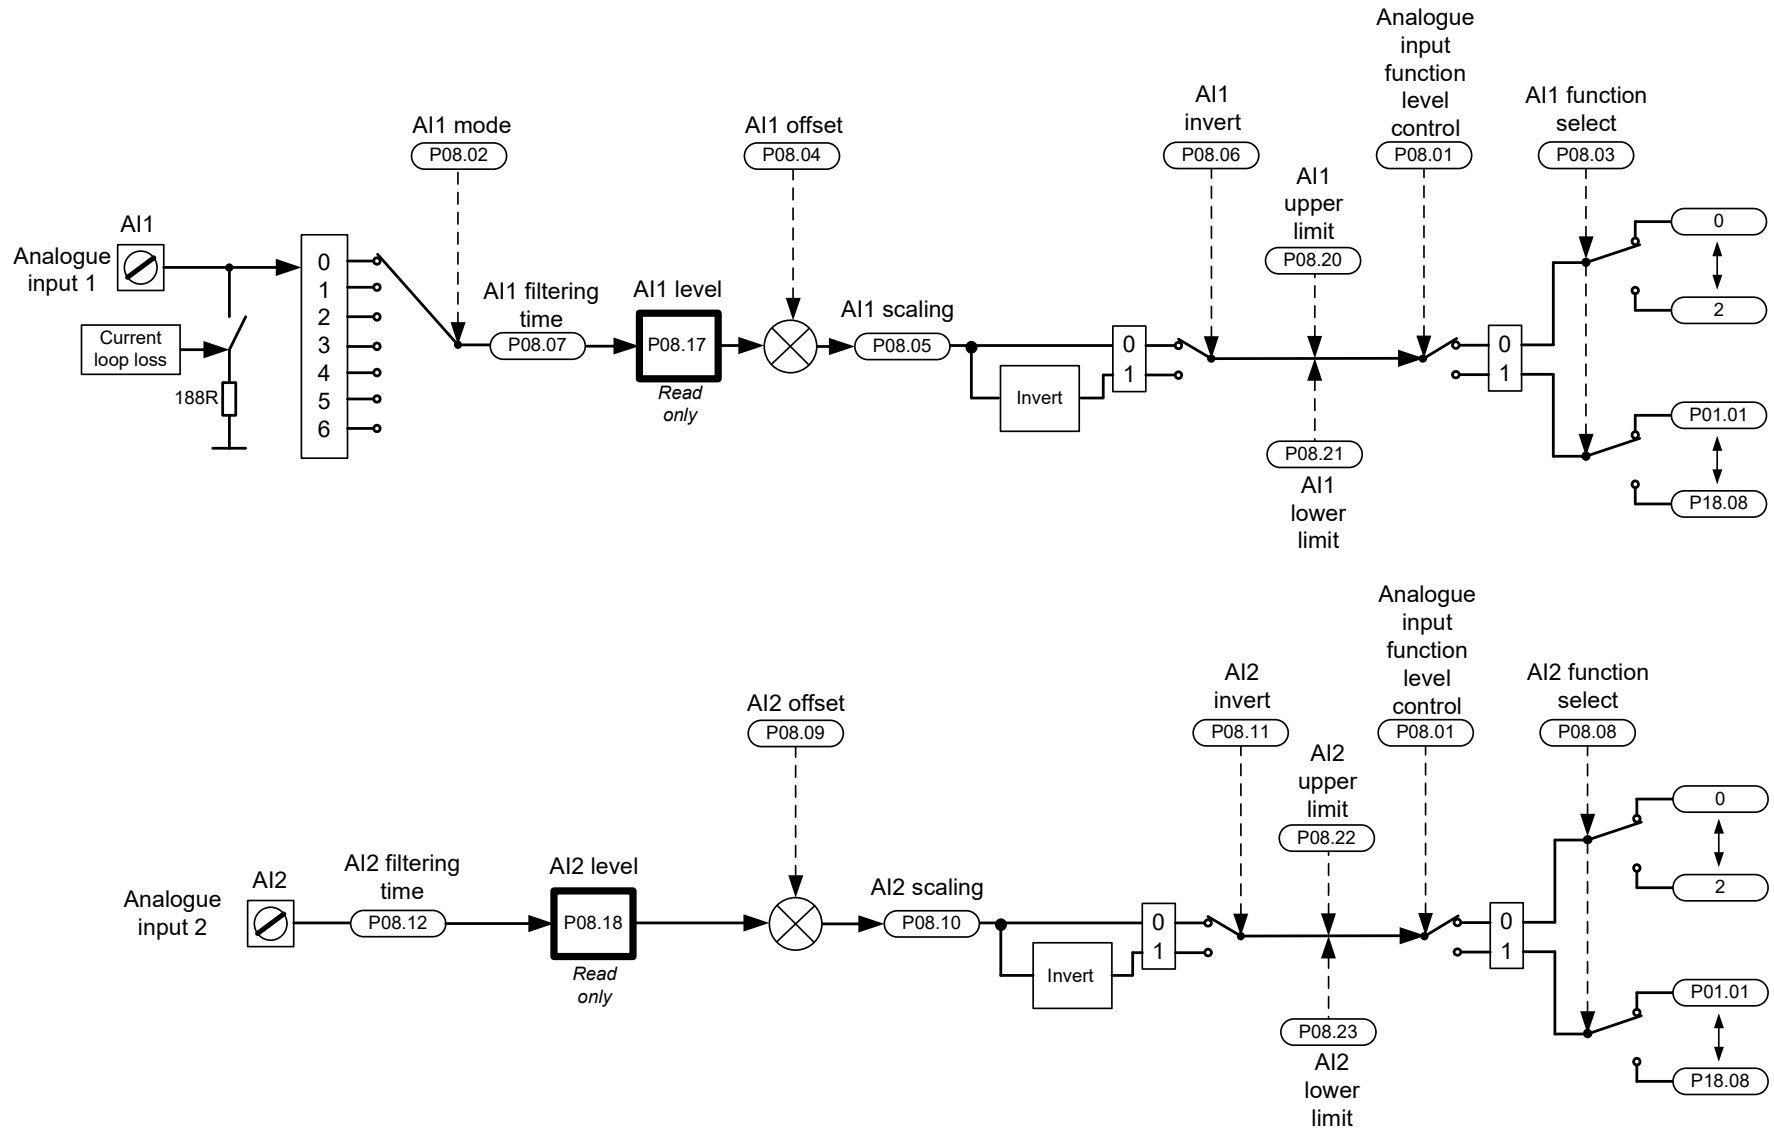 Analogue
input
function
level
control
P08.01
AI1 mode
P08.02
AI1 offset
P08.04
AI1
invert
P08.06
AI1 function
select
P08.03
AI1
upper
limit
P08.20
AI1
Analogue
input 1
Current
loop loss
188R
0
1
2
3
4
5
6
AI1 filtering
time
P08.07
AI1 level
P08.17
Read
only
AI1 scaling
P08.05
Invert
0
1
P08.21
AI1
lower
limit
0
1
0
2
P01.01
P18.08
Analogue
input
function
level
control
P08.01
AI2 offset
P08.09
AI2
invert
P08.11
AI2 function
select
P08.08
AI2
upper
limit
P08.22
Analogue
input 2
AI2
AI2 filtering
time
P08.12
AI2 level
P08.18
Read
only
AI2 scaling
P08.10
Invert
0
1
P08.23
AI2
lower
limit
0
1
0
2
P01.01
P18.08